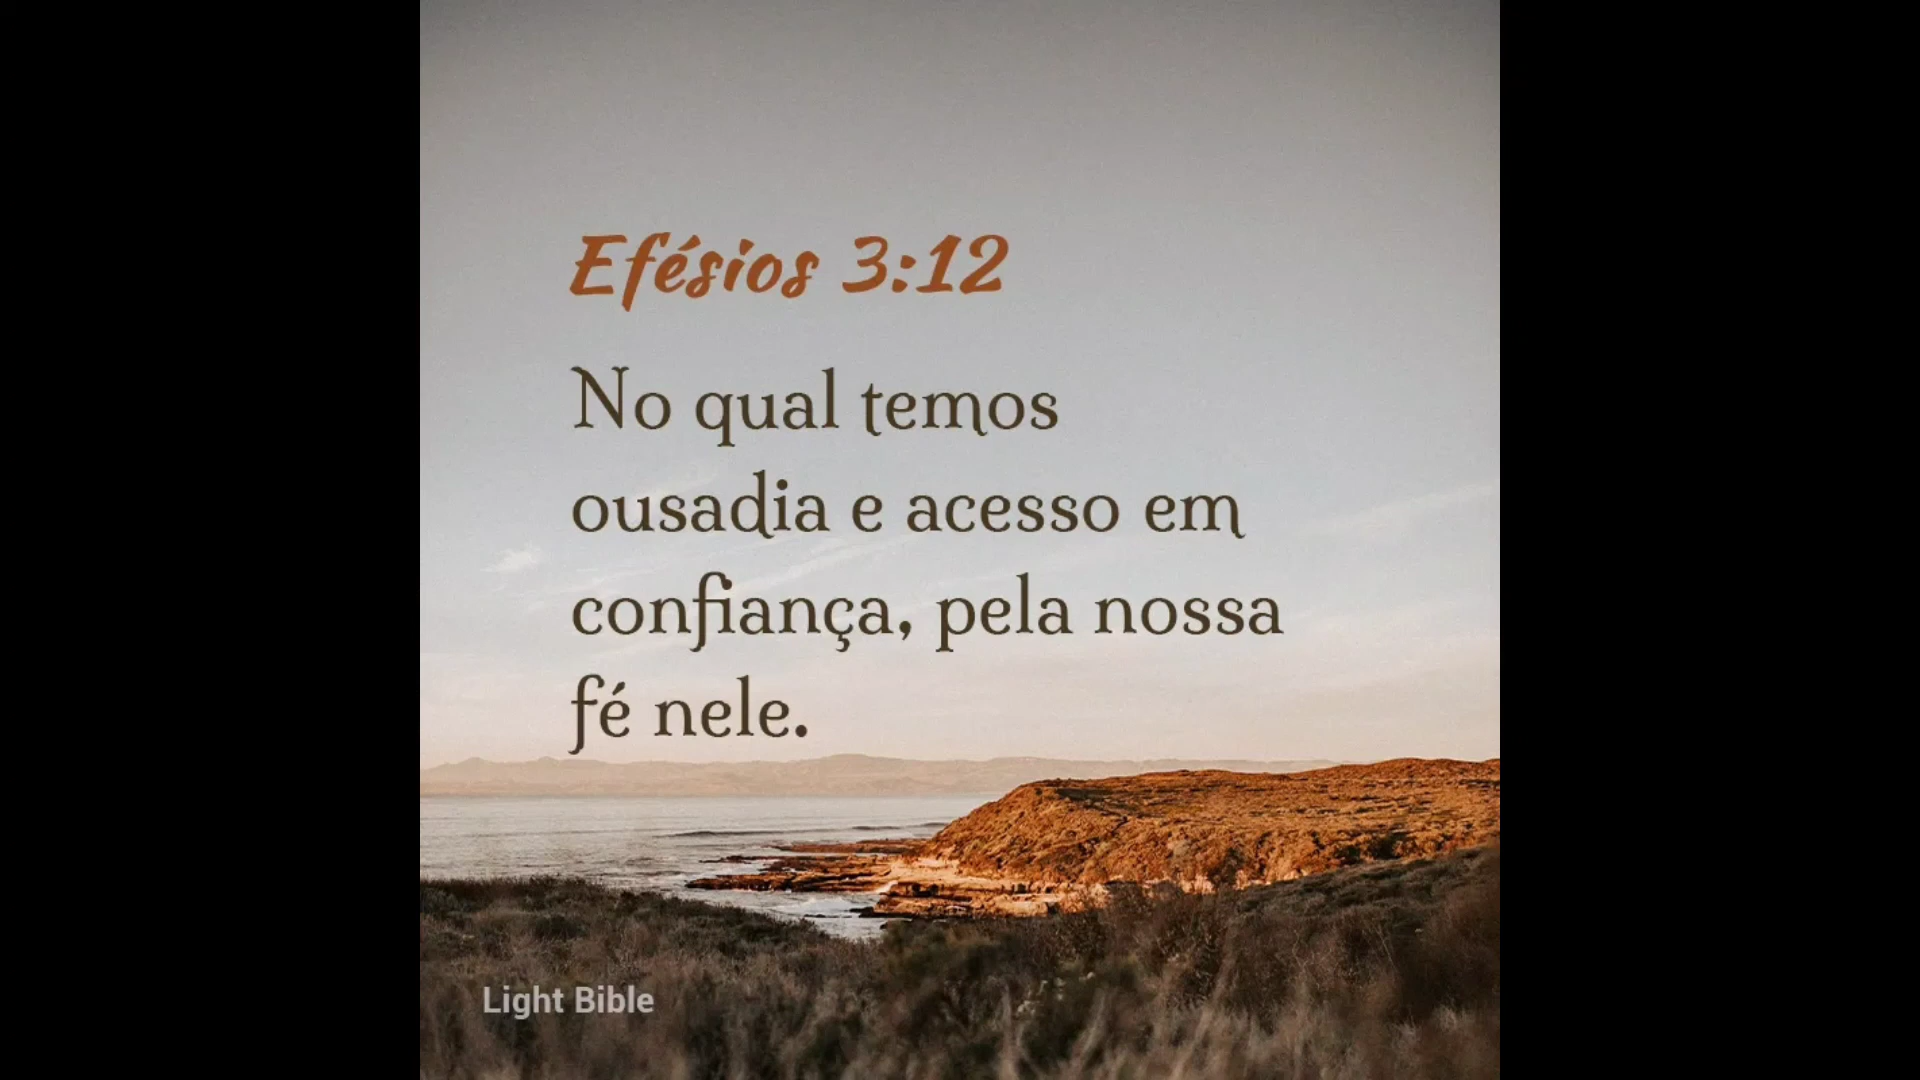 Efésios 3:12
No qual temos
ousadia e acesso em
confiança, pela nossa
fé nele.
Light Bible